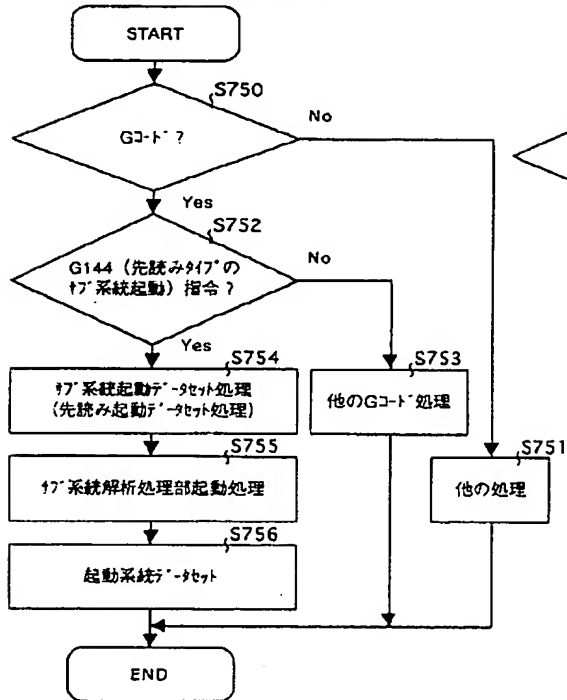 START
S750
Gｺｰﾄﾞ?
No
Yes
S752
G144 (先読みﾀｲﾌﾟの
ｻﾌﾞ系統起動) 指令?
No
Yes
S754
ｻﾌﾞ系統起動ﾃﾞｰﾀｾｯﾄ処理
(先読み起動ﾃﾞｰﾀｾｯﾄ処理)
S753
他のGｺｰﾄﾞ処理
S755
ｻﾌﾞ系統解析処理部起動処理
S751
他の処理
S756
起動系統ﾃﾞｰﾀｾｯﾄ
END